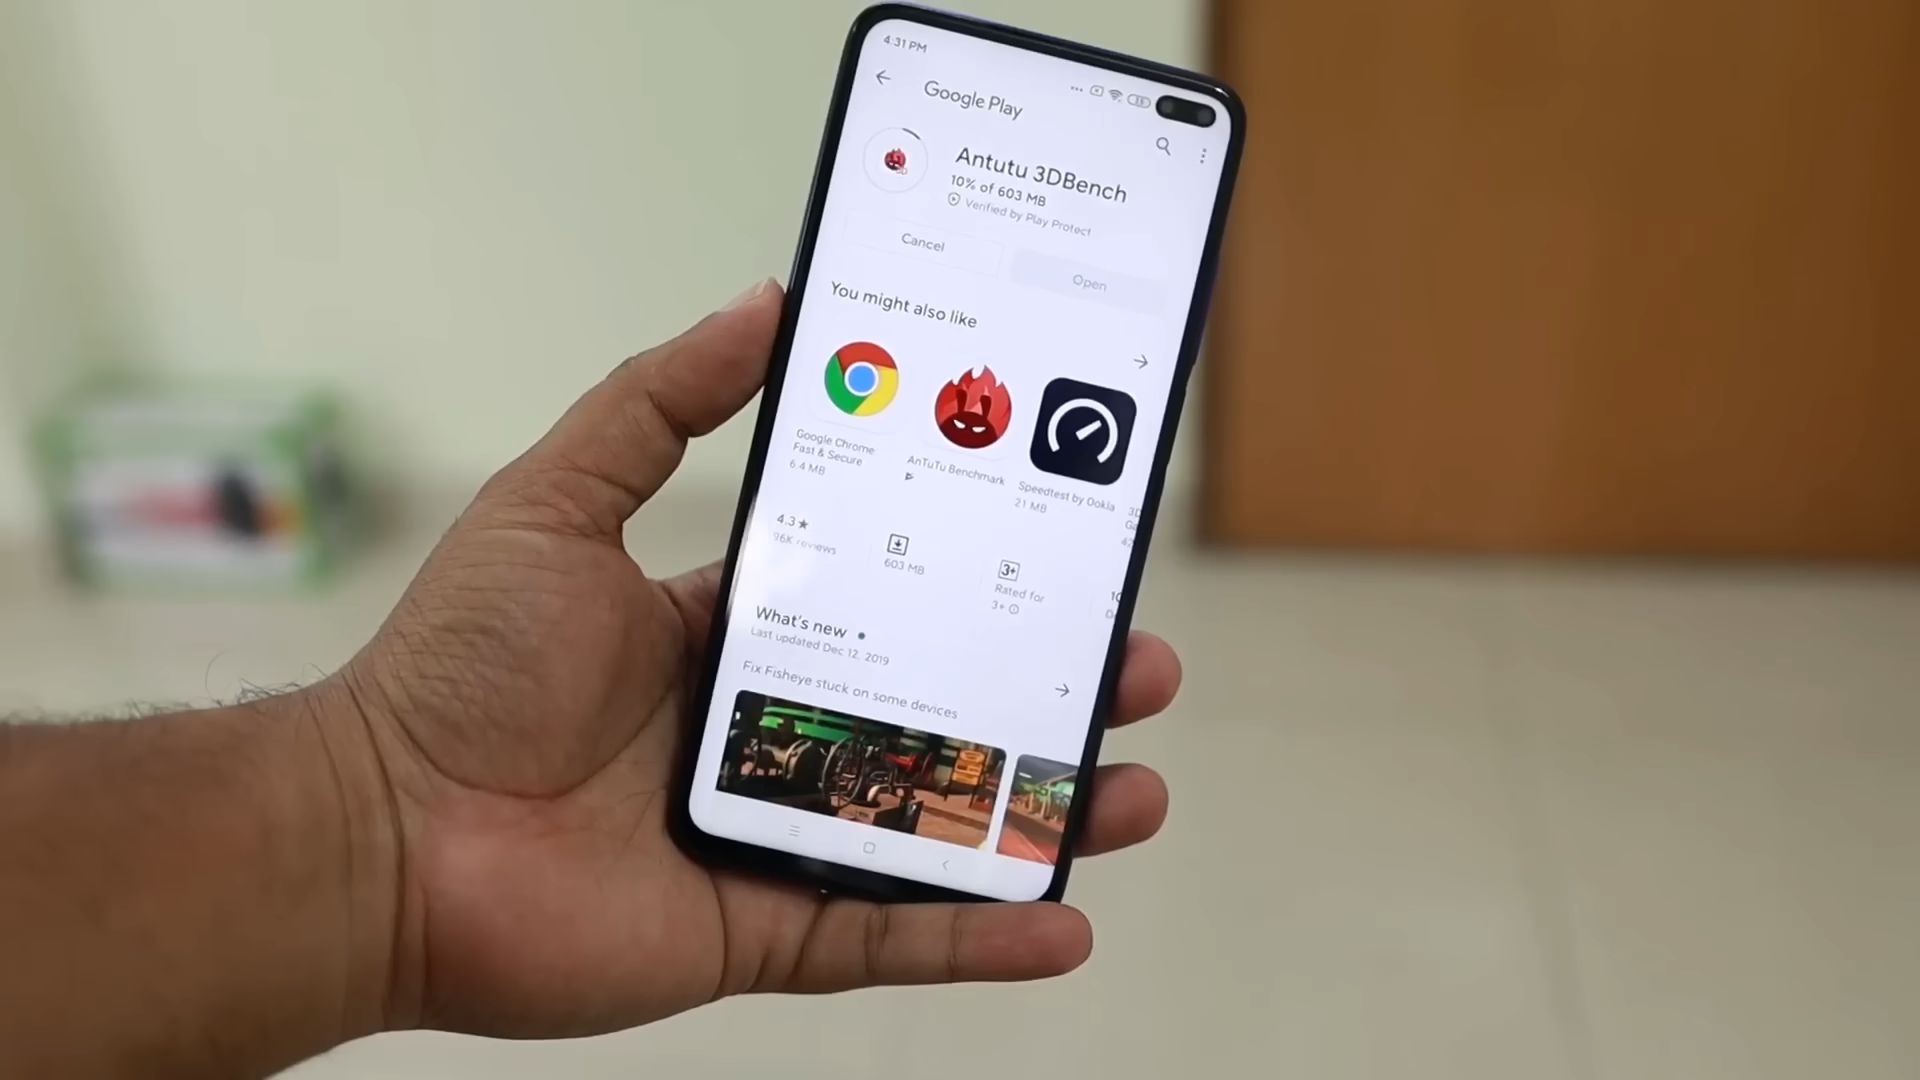 4:31 PM
Google Play
Antutu 3DBench
10% of 603 MB
Verified by Play Protect
Cancel
Open
You might also like
Google Chrome:
Fast & Secure
6.4 MB
AnTuTu Benchmark
Speedtest by Ookla
21 MB
3D
4.3★
96K reviews
603 MB
3+
Rated for
3+
What's new
Last updated Dec 12, 2019
Fix Fisheye stuck on some devices